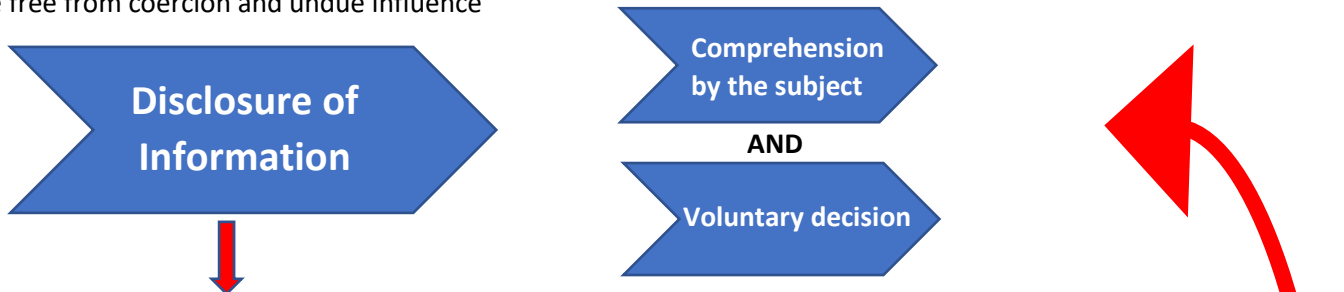 free from coercion and undue influence
Disclosure of
Information
Comprehension
by the subject
AND
Voluntary decision